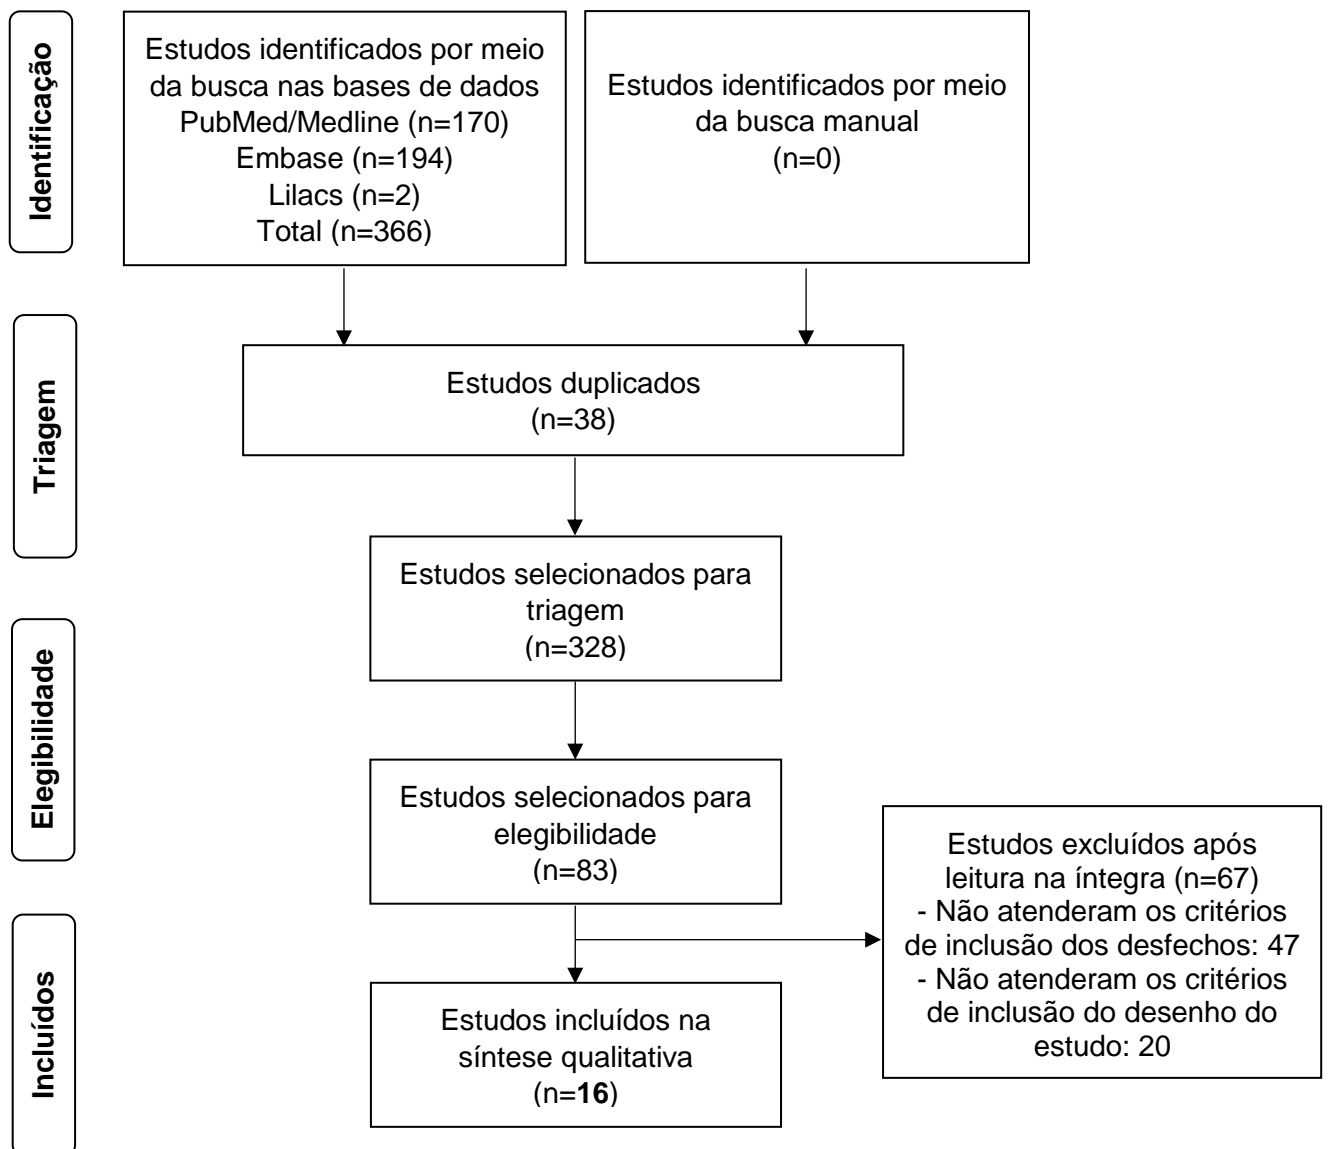 Identificação
Estudos identificados por meio
da busca nas bases de dados
PubMed/Medline (n=170)
Embase (n=194)
Lilacs (n=2)
Total (n=366)
Estudos identificados por meio
da busca manual
(n=0)
Triagem
Estudos duplicados
(n=38)
Estudos selecionados para
triagem
(n=328)
Elegibilidade
Estudos selecionados para
elegibilidade
(n=83)
Estudos excluídos após
leitura na íntegra (n=67)
- Não atenderam os critérios
de inclusão dos desfechos: 47
- Não atenderam os critérios
de inclusão do desenho do
estudo: 20
Incluídos
Estudos incluídos na
síntese qualitativa
(n=16)